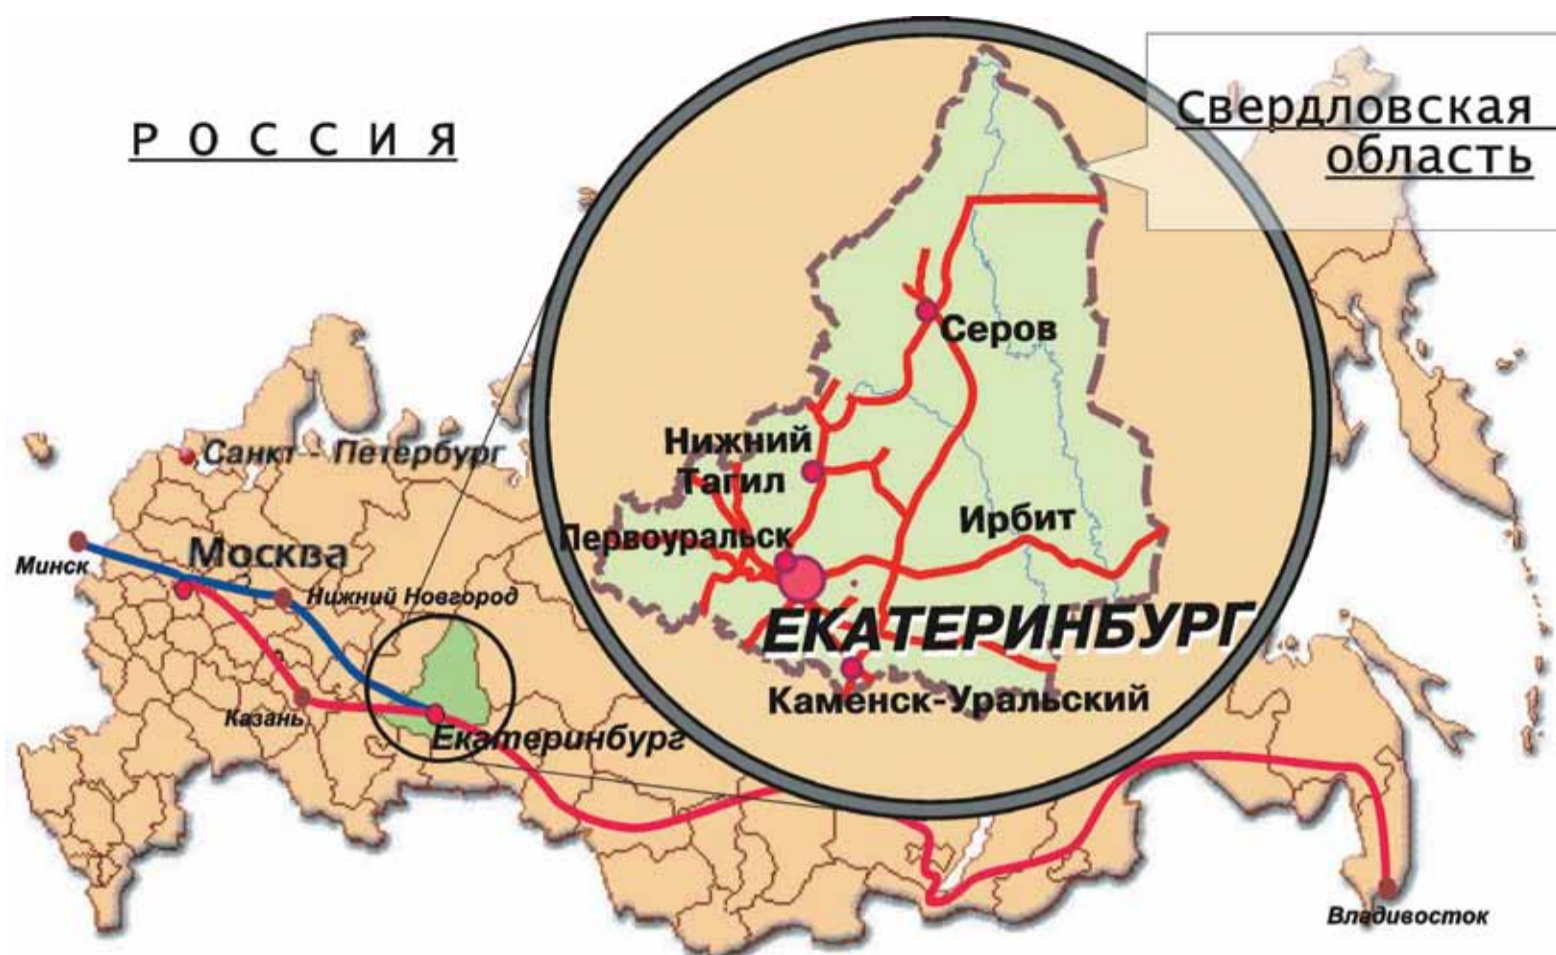 Р О С С И Я
Свердловская
область
Серов
Нижний
Тагил
Санкт - Петербург
Ирбит
Первоуральск
Москва
Минск
Нижний Новгород
ЕКАТЕРИНБУРГ
Каменск-Уральский
Казань
Екатеринбург
Владивосток